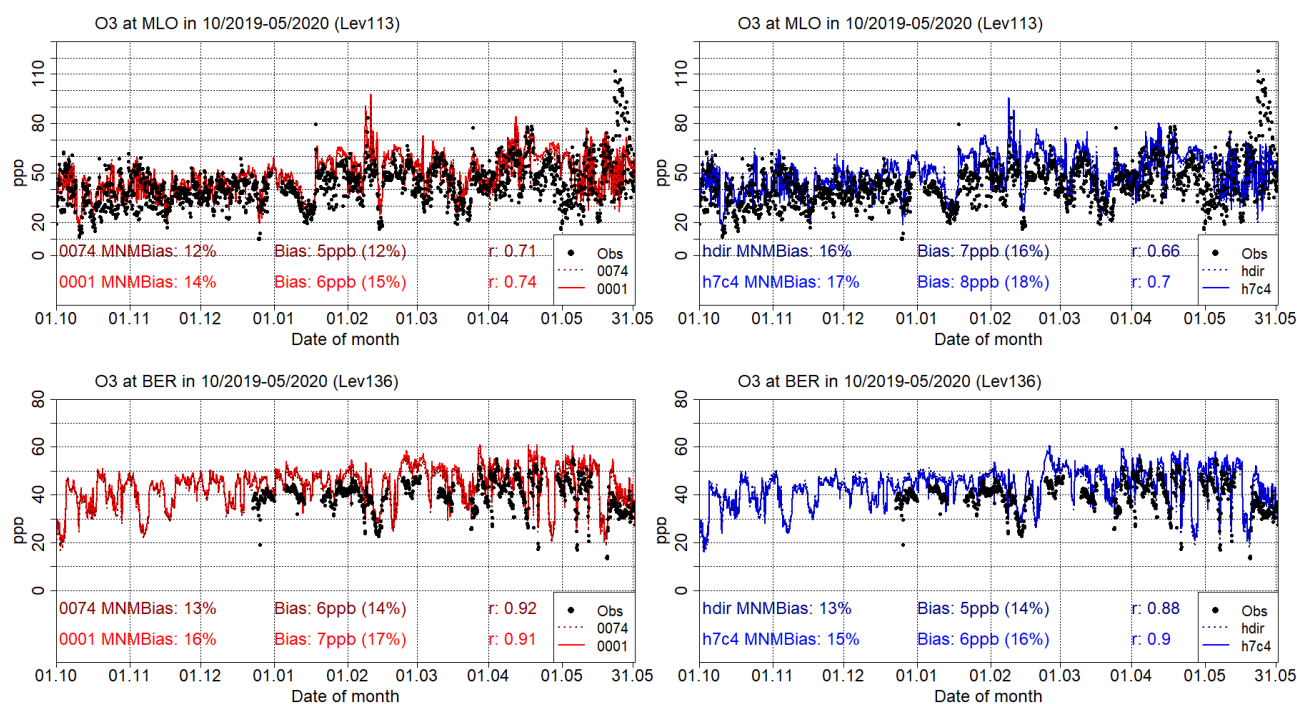 O3 at MLO in 10/2019-05/2020 (Lev113)
ppp
110
80
50
20
0
0074 MNMBias: 12% Bias: 5ppb (12%) r: 0.71
0001 MNMBias: 14% Bias: 6ppb (15%) r: 0.74
Obs
0074
0001
01.10 01.11 01.12 01.01 01.02 01.03 01.04 01.05 31.05
Date of month
O3 at MLO in 10/2019-05/2020 (Lev113)
ppp
110
80
50
20
0
hdir MNMBias: 16% Bias: 7ppb (16%) r: 0.66
h7c4 MNMBias: 17% Bias: 8ppb (18%) r: 0.7
Obs
hdir
h7c4
01.10 01.11 01.12 01.01 01.02 01.03 01.04 01.05 31.05
Date of month
O3 at BER in 10/2019-05/2020 (Lev136)
ppp
80
60
40
20
0
0074 MNMBias: 13% Bias: 6ppb (14%) r: 0.92
0001 MNMBias: 16% Bias: 7ppb (17%) r: 0.91
Obs
0074
0001
01.10 01.11 01.12 01.01 01.02 01.03 01.04 01.05 31.05
Date of month
O3 at BER in 10/2019-05/2020 (Lev136)
ppp
80
60
40
20
0
hdir MNMBias: 13% Bias: 5ppb (14%) r: 0.88
h7c4 MNMBias: 15% Bias: 6ppb (16%) r: 0.9
Obs
hdir
h7c4
01.10 01.11 01.12 01.01 01.02 01.03 01.04 01.05 31.05
Date of month